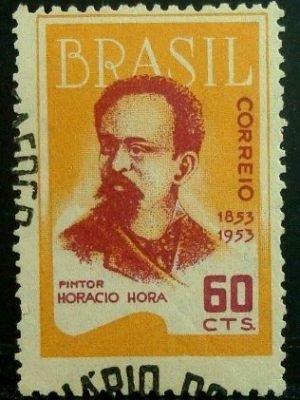 BRASIL
CORREIO
1853
1953
PINTOR
HORACIO HORA
60
CTS.